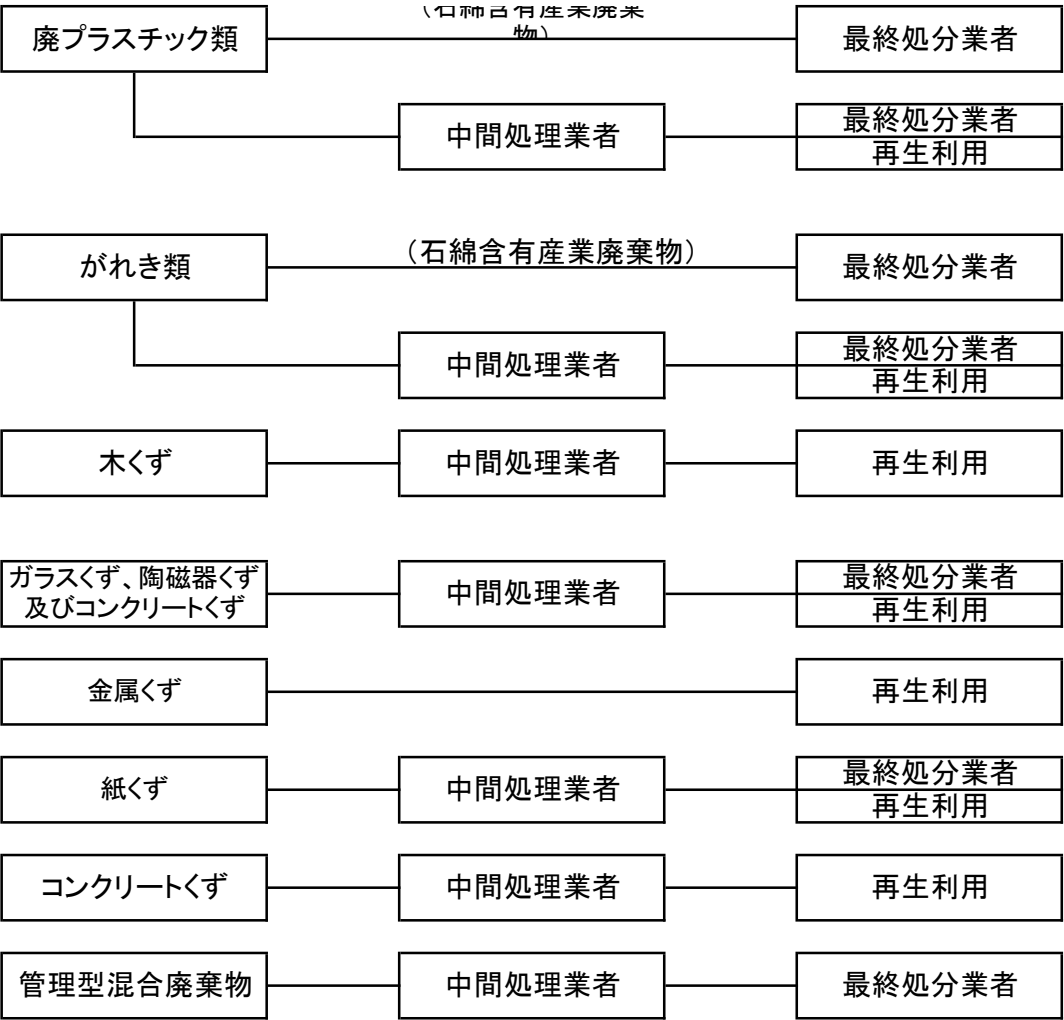 （石綿含有産業廃棄
物）
廃プラスチック類
最終処分業者
中間処理業者
最終処分業者
再生利用
（石綿含有産業廃棄物）
がれき類
最終処分業者
中間処理業者
最終処分業者
再生利用
木くず
中間処理業者
再生利用
ガラスくず、陶磁器くず
及びコンクリートくず
中間処理業者
最終処分業者
再生利用
金属くず
再生利用
紙くず
中間処理業者
最終処分業者
再生利用
コンクリートくず
中間処理業者
再生利用
管理型混合廃棄物
中間処理業者
最終処分業者